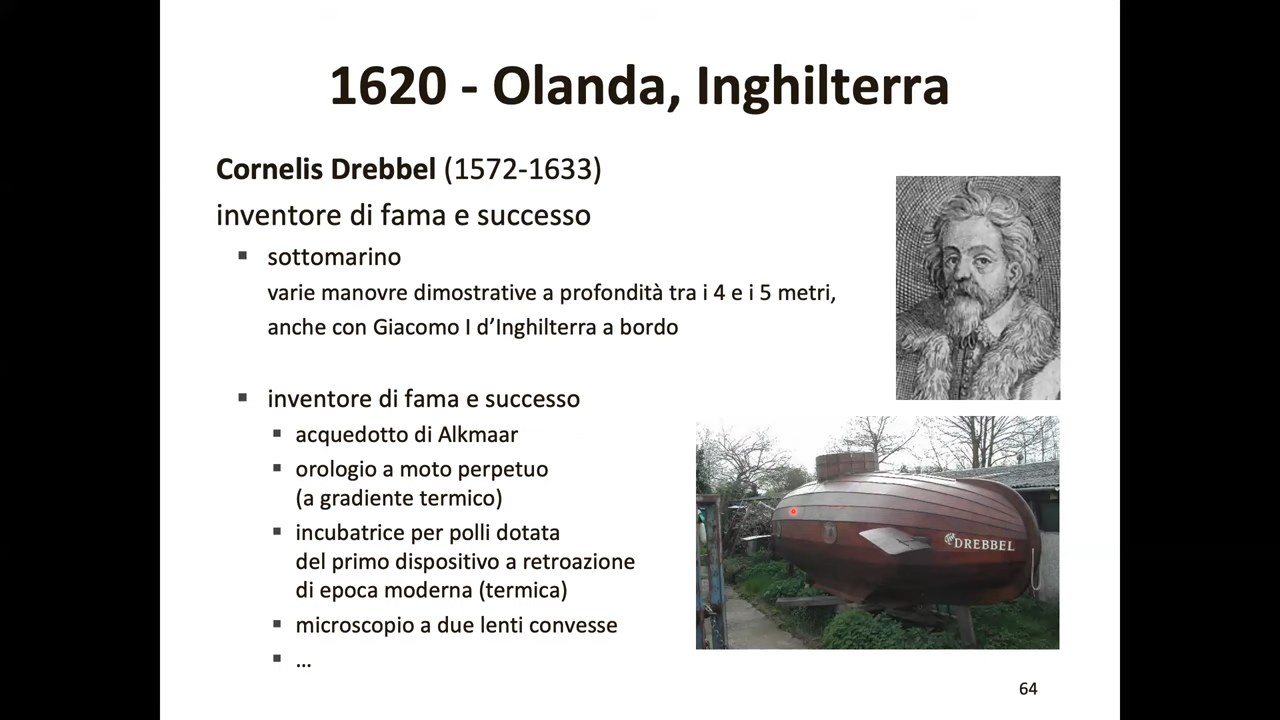 1620 - Olanda, Inghilterra
Cornelis Drebbel (1572-1633)
inventore di fama e successo
▪ sottomarino
varie manovre dimostrative a profondità tra i 4 e i 5 metri,
anche con Giacomo I d’Inghilterra a bordo
▪ inventore di fama e successo
▪ acquedotto di Alkmaar
▪ orologio a moto perpetuo
(a gradiente termico)
▪ incubatrice per polli dotata
del primo dispositivo a retroazione
di epoca moderna (termica)
▪ microscopio a due lenti convesse
▪ …
DREBBEL
64